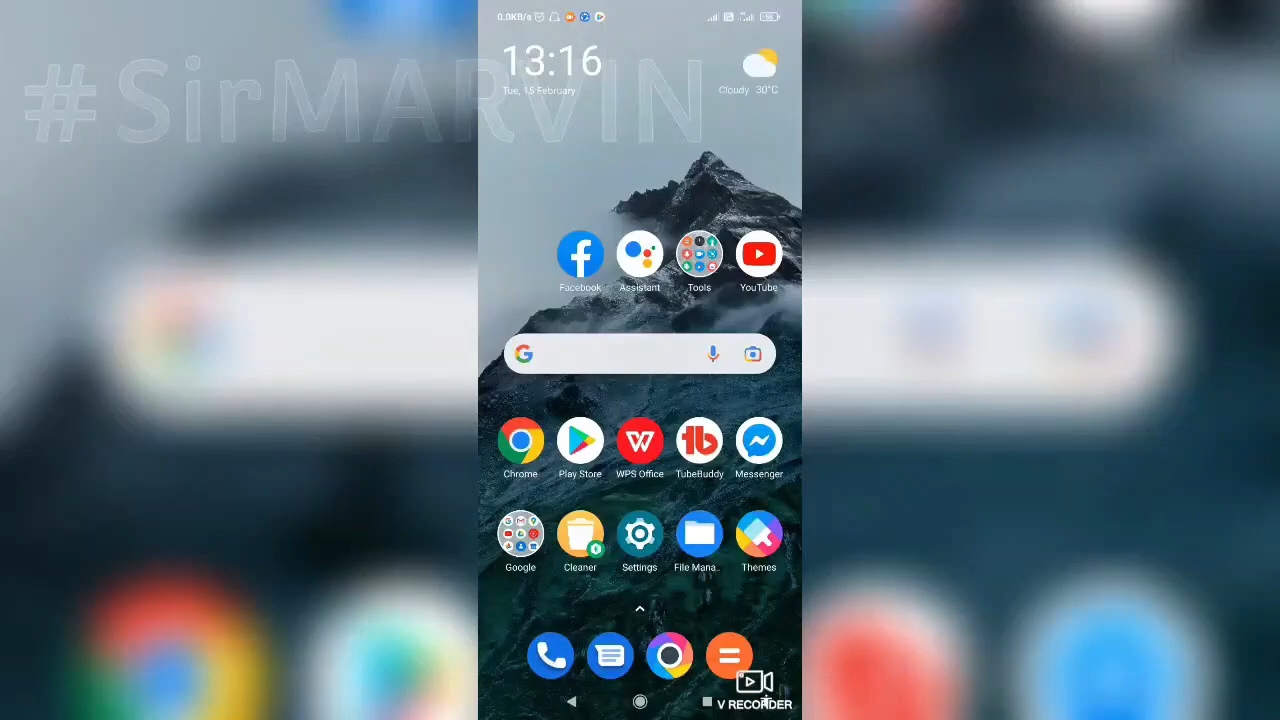 0.0KB/s
#SirMARVIN
13:16
Tue, 15 February
Cloudy 30°C
Facebook
Assistant
Tools
YouTube
Chrome
Play Store
WPS Office
TubeBuddy
Messenger
Google
Cleaner
Settings
File Mana..
Themes
V RECORDER